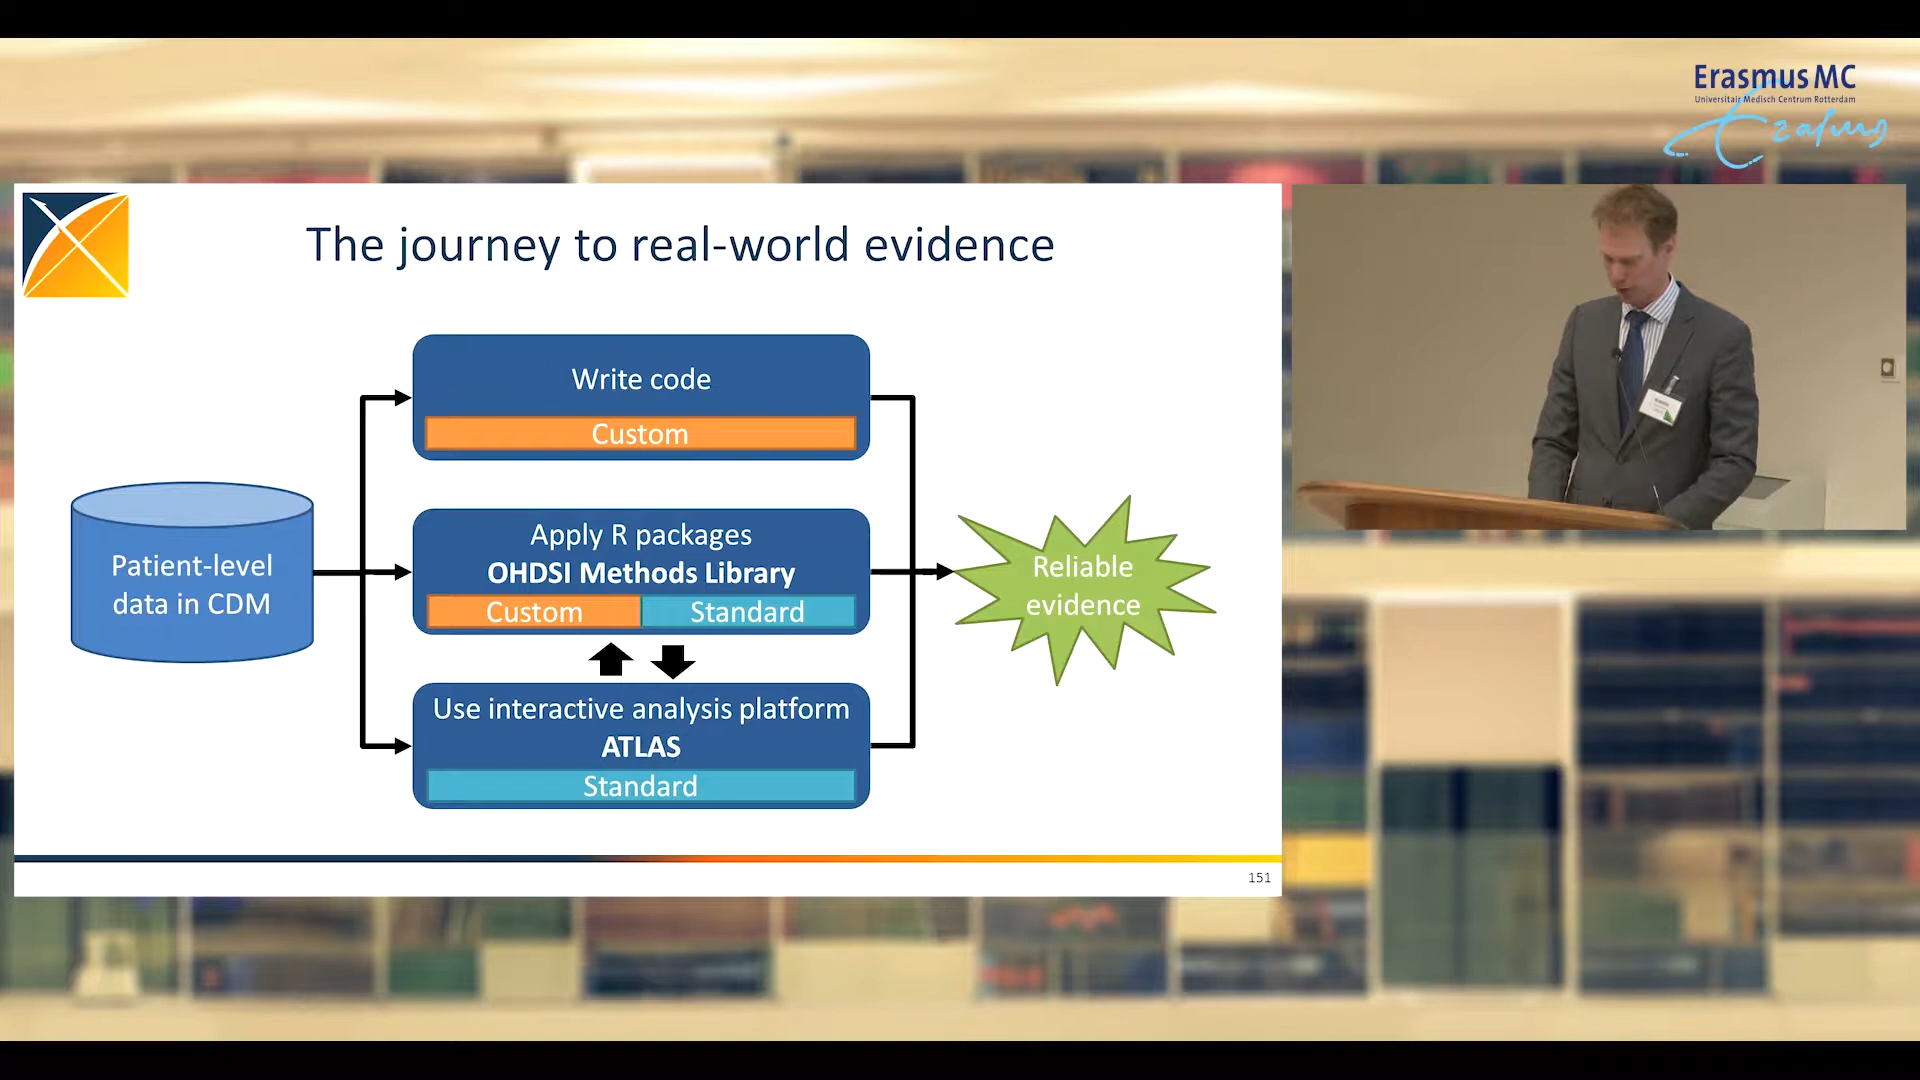 Erasmus MC
Universitair Medisch Centrum Rotterdam
Erasmus
The journey to real-world evidence
Write code
Custom
Patient-level
data in CDM
Apply R packages
OHDSI Methods Library
Custom
Standard
Reliable
evidence
Use interactive analysis platform
ATLAS
Standard
151